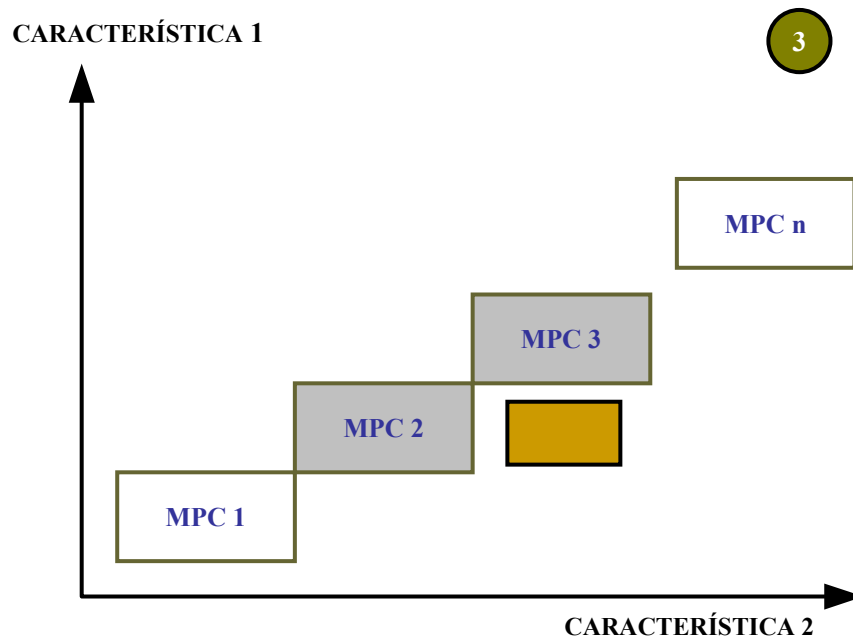 CARACTERÍSTICA 1
3
MPC n
MPC 3
MPC 2
MPC 1
CARACTERÍSTICA 2